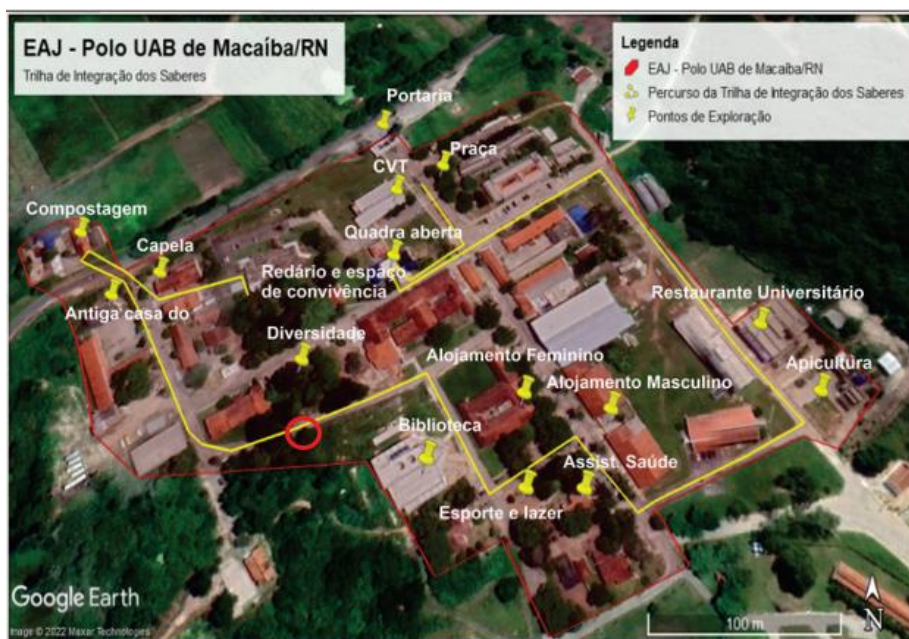 EAJ - Polo UAB de Macaíba/RN
Trilha de Integração dos Saberes
Legenda
EAJ - Polo UAB de Macaíba/RN
Percurso da Trilha de Integração dos Saberes
Pontos de Exploração
Portaria
Praça
CVT
Compostagem
Capela
Quadra aberta
Redário e espaço
de convivência
Antiga casa do
Restaurante Universitário
Diversidade
Alojamento Feminino
Apicultura
Alojamento Masculino
Biblioteca
Assist. Saúde
Esporte e lazer
Google Earth
Image © 2022 Maxar Technologies
100 m
N